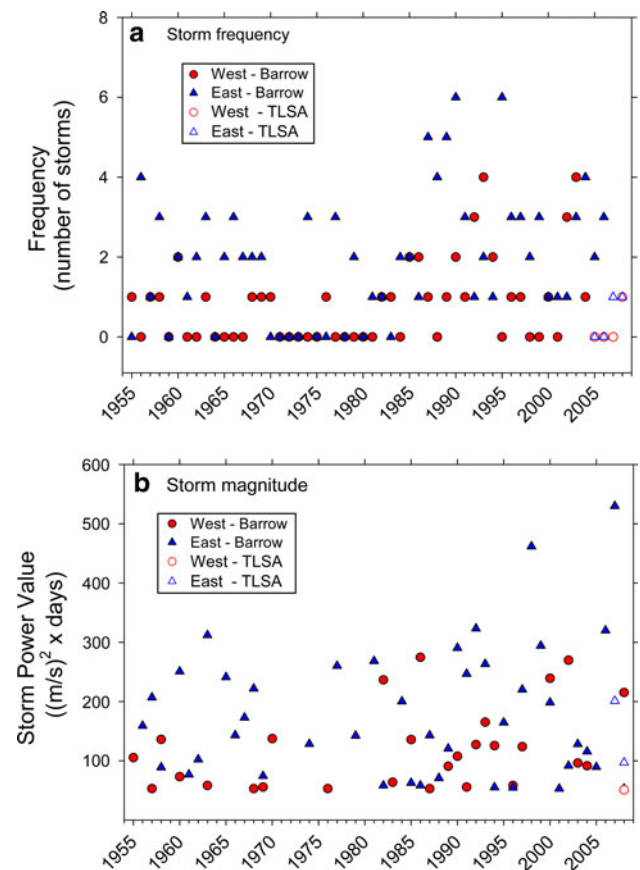 a Storm frequency
West - Barrow
East - Barrow
West - TLSA
East - TLSA
Frequency
(number of storms)
8
6
4
2
0
1955 1960 1965 1970 1975 1980 1985 1990 1995 2000 2005
b Storm magnitude
West - Barrow
East - Barrow
West - TLSA
East - TLSA
Storm Power Value
((m/s)² x days)
600
500
400
300
200
100
1955 1960 1965 1970 1975 1980 1985 1990 1995 2000 2005